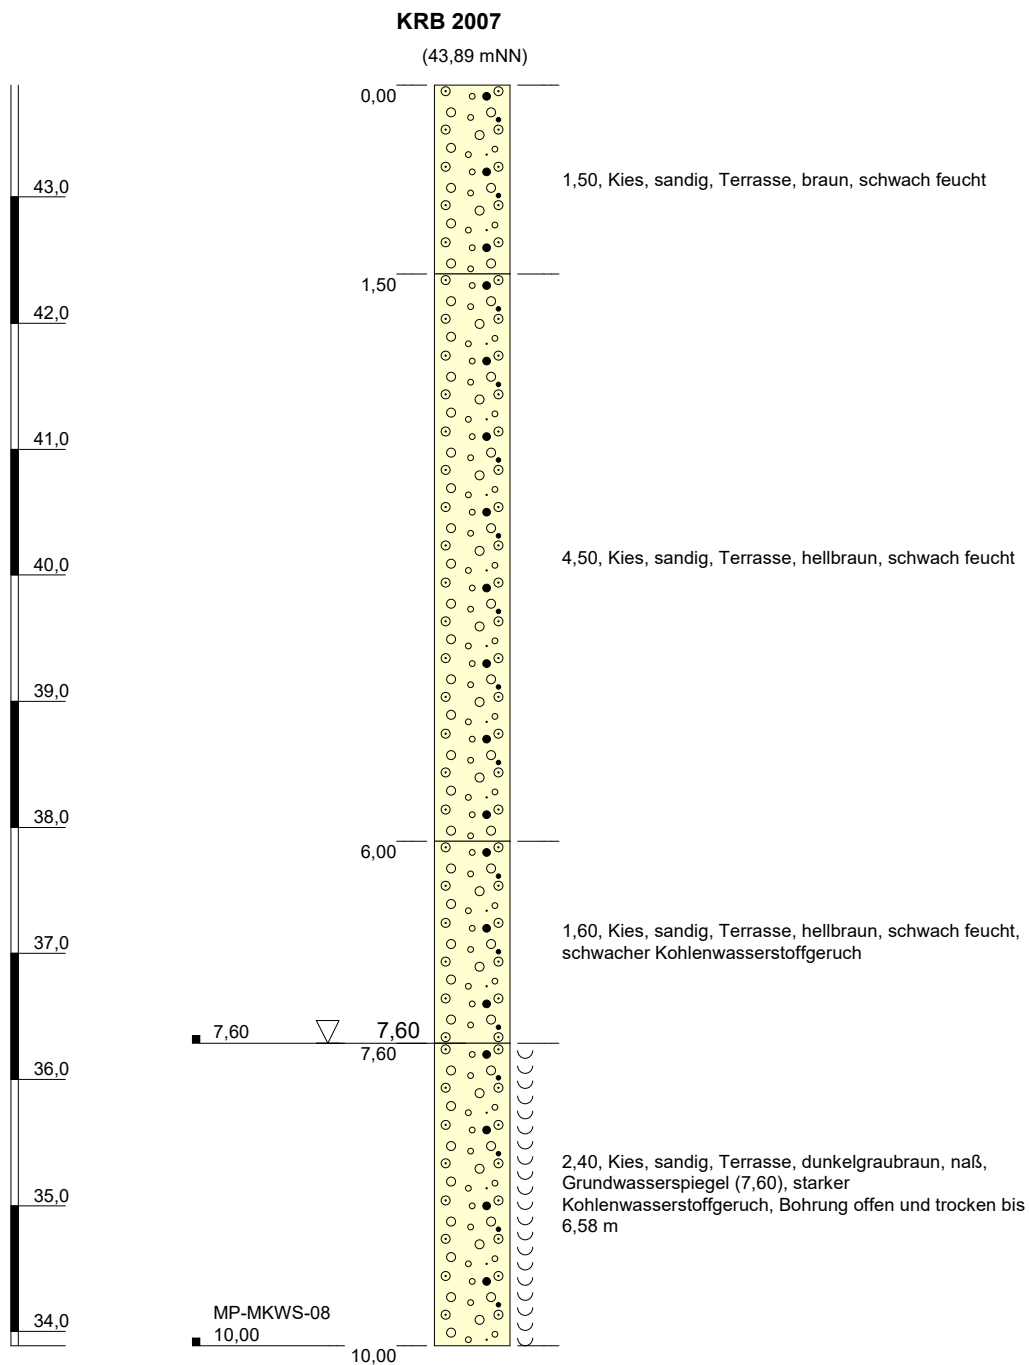 KRB 2007
(43,89 mNN)
0,00
1,50, Kies, sandig, Terrasse, braun, schwach feucht
43,0
1,50
42,0
41,0
4,50, Kies, sandig, Terrasse, hellbraun, schwach feucht
40,0
39,0
38,0
6,00
1,60, Kies, sandig, Terrasse, hellbraun, schwach feucht,
schwacher Kohlenwasserstoffgeruch
37,0
7,60 7,60
7,60
36,0
2,40, Kies, sandig, Terrasse, dunkelgraubraun, naß,
Grundwasserspiegel (7,60), starker
Kohlenwasserstoffgeruch, Bohrung offen und trocken bis
6,58 m
35,0
34,0
MP-MKWS-08
10,00
10,00